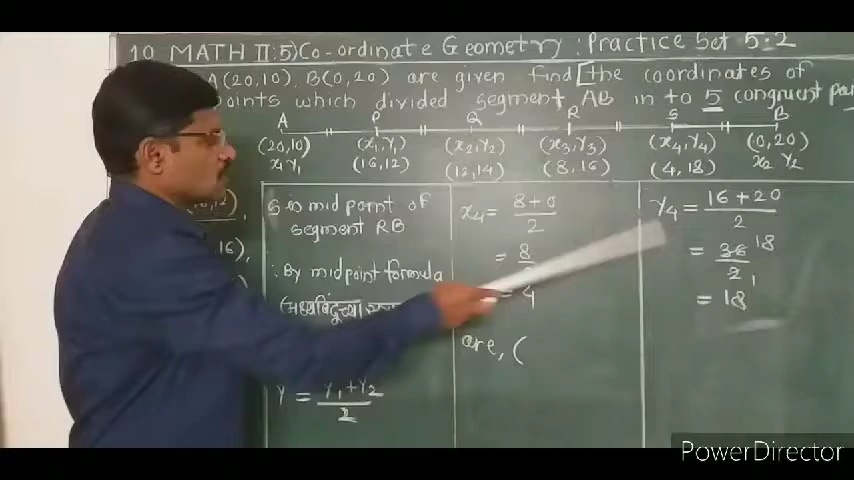 10 MATH II:5) Co-ordinate Geometry: Practice Set 5.2
A(20,10), B(0,20) are given find [the coordinates of
points which divided segment AB in to 5 congruent
A P Q R S B
(20,10) (x₁,y₁) (x₂,y₂) (x₃,y₃) (x₄,y₄) (0,20)
x₁ y₁ (16,12) (12,14) (8,16) (4,18) x₂ y₂
S is mid point of
segment RB
∴ By midpoint formula
Y = Y₁+Y₂/2
x₄ = 8+0/2
= 8
= 4
are, (
Y₄ = 16+20/2
= 36/2 18 1
= 18
16),
PowerDirector